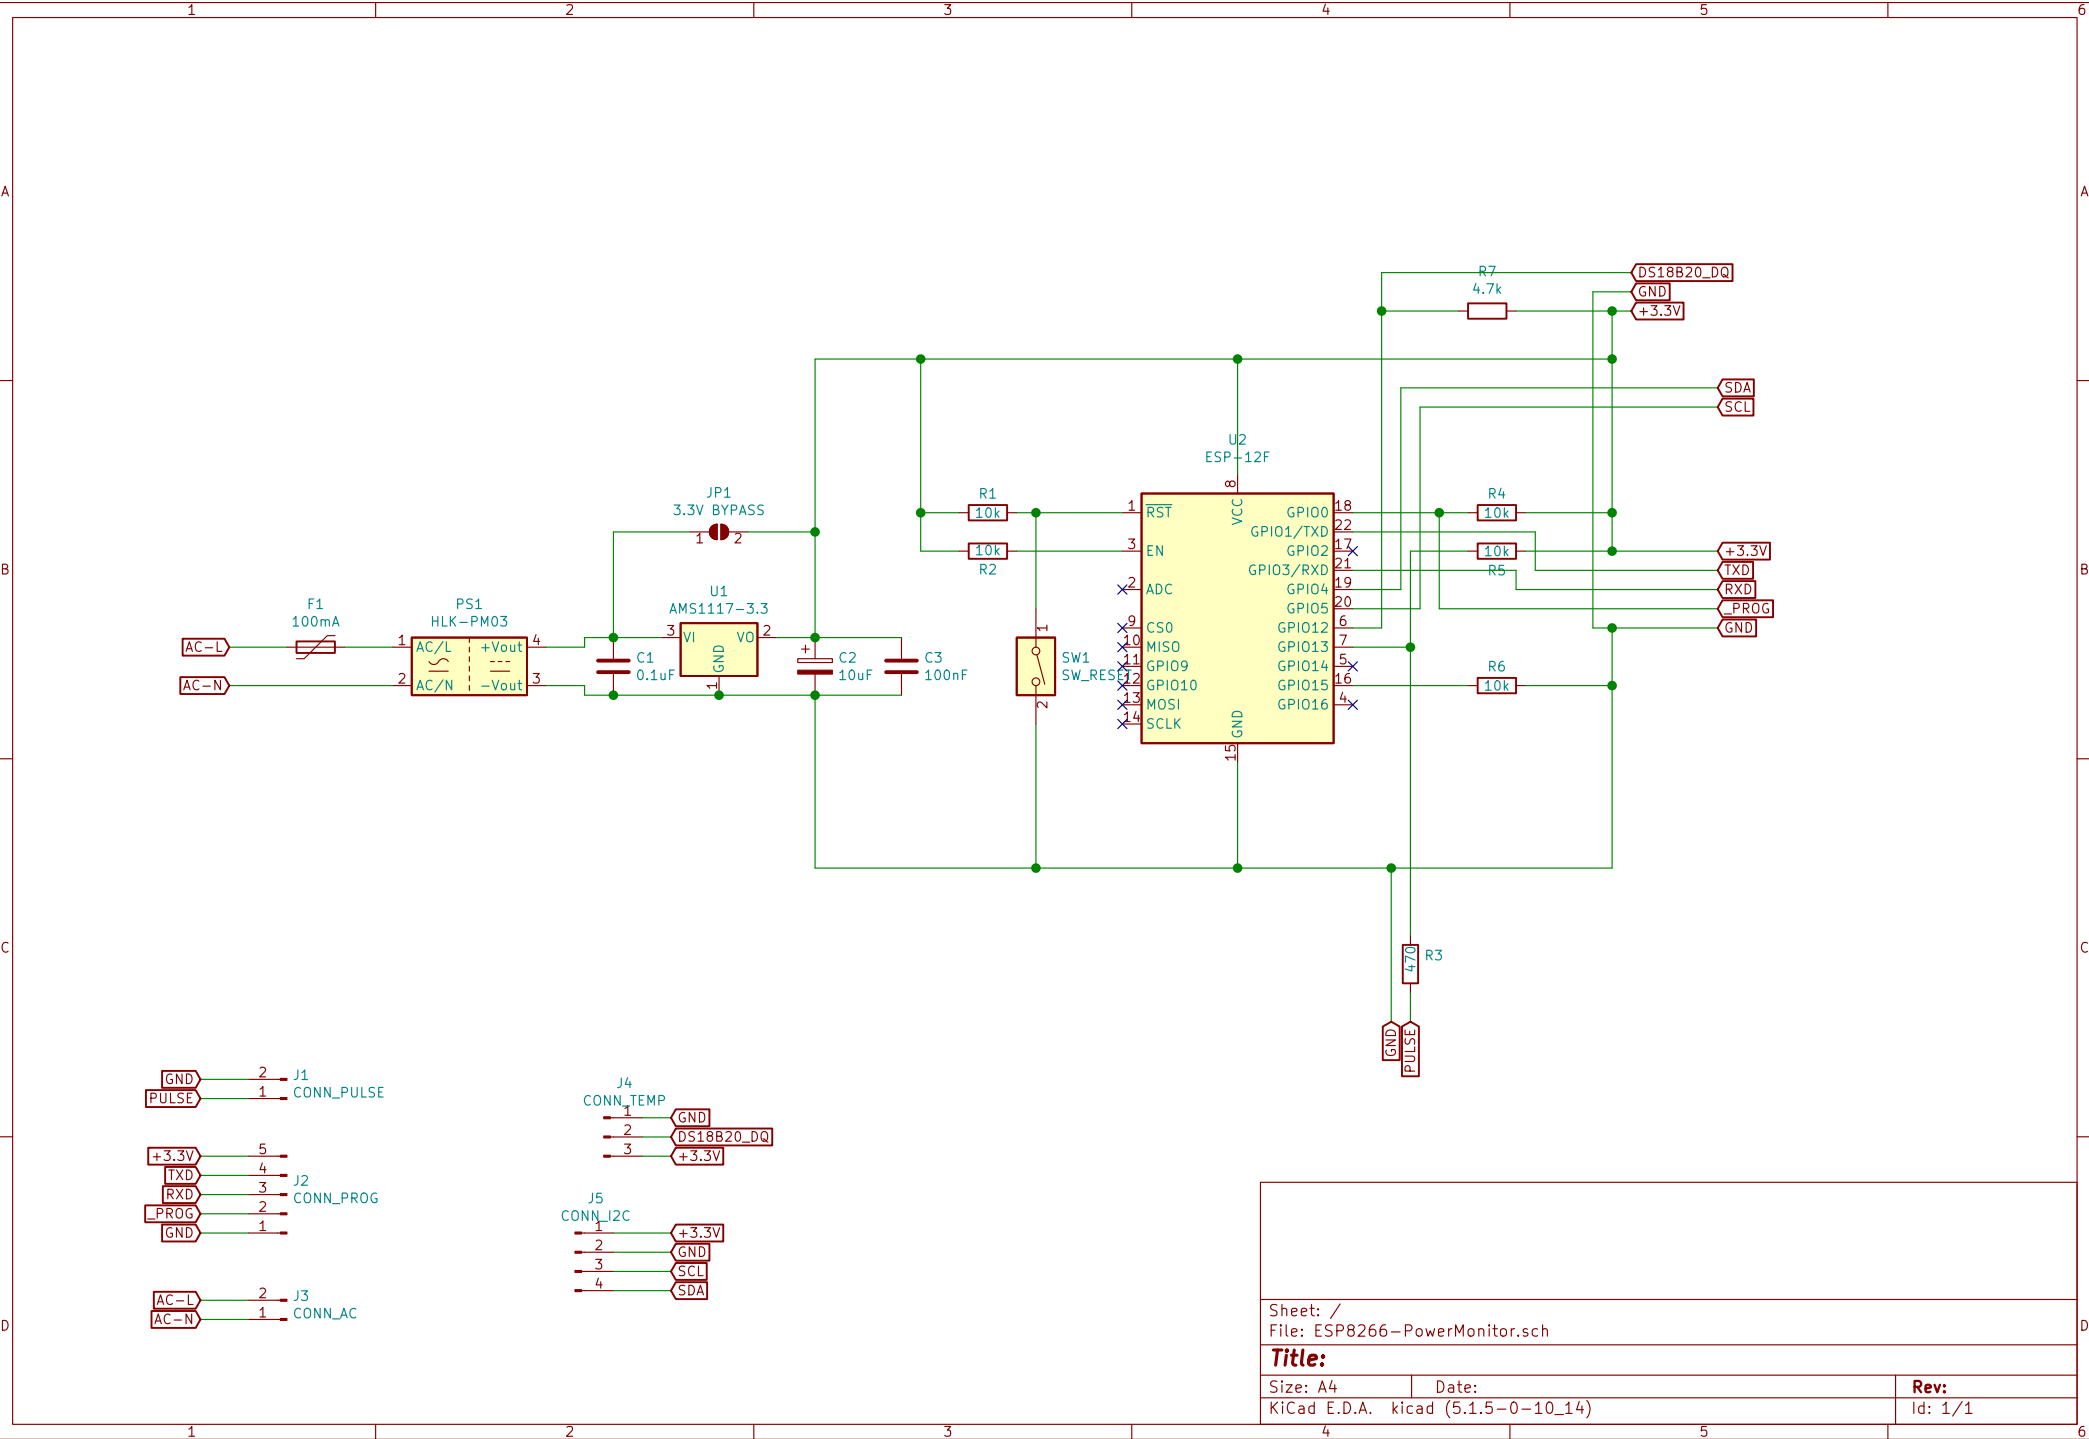 1 2 3 4 5 6
A A
B B
C C
D D
R7
4.7k
DS18B20_DQ
GND
+3.3V
SDA
SCL
U2
ESP-12F
JP1
3.3V BYPASS
1 2
R1
10k
10k
R2
1 RST
3 EN
2 ADC
9 CS0
10 MISO
11 GPIO9
12 GPIO10
13 MOSI
14 SCLK
8 VCC
15 GND
GPIO0 18
GPIO1/TXD 22
GPIO2 17
GPIO3/RXD 21
GPIO4 19
GPIO5 20
GPIO12 6
GPIO13 7
GPIO14 5
GPIO15 16
GPIO16 4
R4
10k
10k
R5
R6
10k
+3.3V
TXD
RXD
_PROG
GND
F1
100mA
AC-L
AC-N
PS1
HLK-PM03
1 AC/L +Vout 4
2 AC/N -Vout 3
U1
AMS1117-3.3
3 VI VO 2
GND
1
C1
0.1uF
+
C2
10uF
C3
100nF
1
SW1
SW_RESET
2
470
R3
GND
PULSE
GND 2 J1
PULSE 1 CONN_PULSE
+3.3V 5
TXD 4 J2
RXD 3 CONN_PROG
_PROG 2
GND 1
AC-L 2 J3
AC-N 1 CONN_AC
J4
CONN_TEMP
1 GND
2 DS18B20_DQ
3 +3.3V
J5
CONN_I2C
1 +3.3V
2 GND
3 SCL
4 SDA
Sheet: /
File: ESP8266-PowerMonitor.sch
Title:
Size: A4 Date: Rev:
KiCad E.D.A. kicad (5.1.5-0-10_14) Id: 1/1
1 2 3 4 5 6